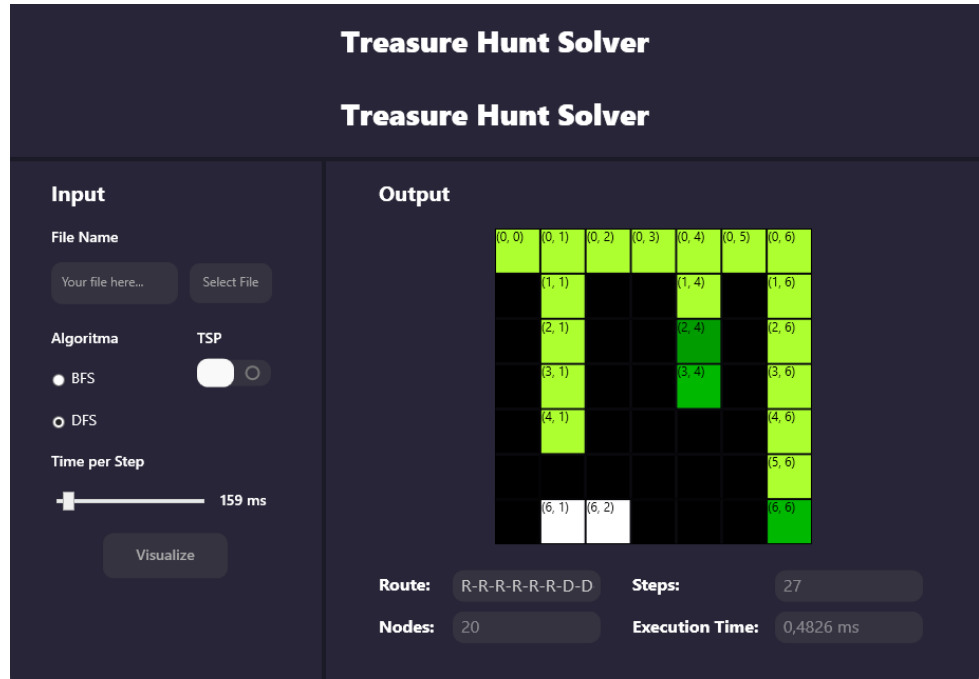 Treasure Hunt Solver
Treasure Hunt Solver
Input
File Name
Your file here...
Select File
Algoritma
TSP
BFS
DFS
Time per Step
159 ms
Visualize
Output
(0, 0) (0, 1) (0, 2) (0, 3) (0, 4) (0, 5) (0, 6)
(1, 1) (1, 4) (1, 6)
(2, 1) (2, 4) (2, 6)
(3, 1) (3, 4) (3, 6)
(4, 1) (4, 6)
(5, 6)
(6, 1) (6, 2) (6, 6)
Route: R-R-R-R-R-R-D-D Steps: 27
Nodes: 20 Execution Time: 0,4826 ms